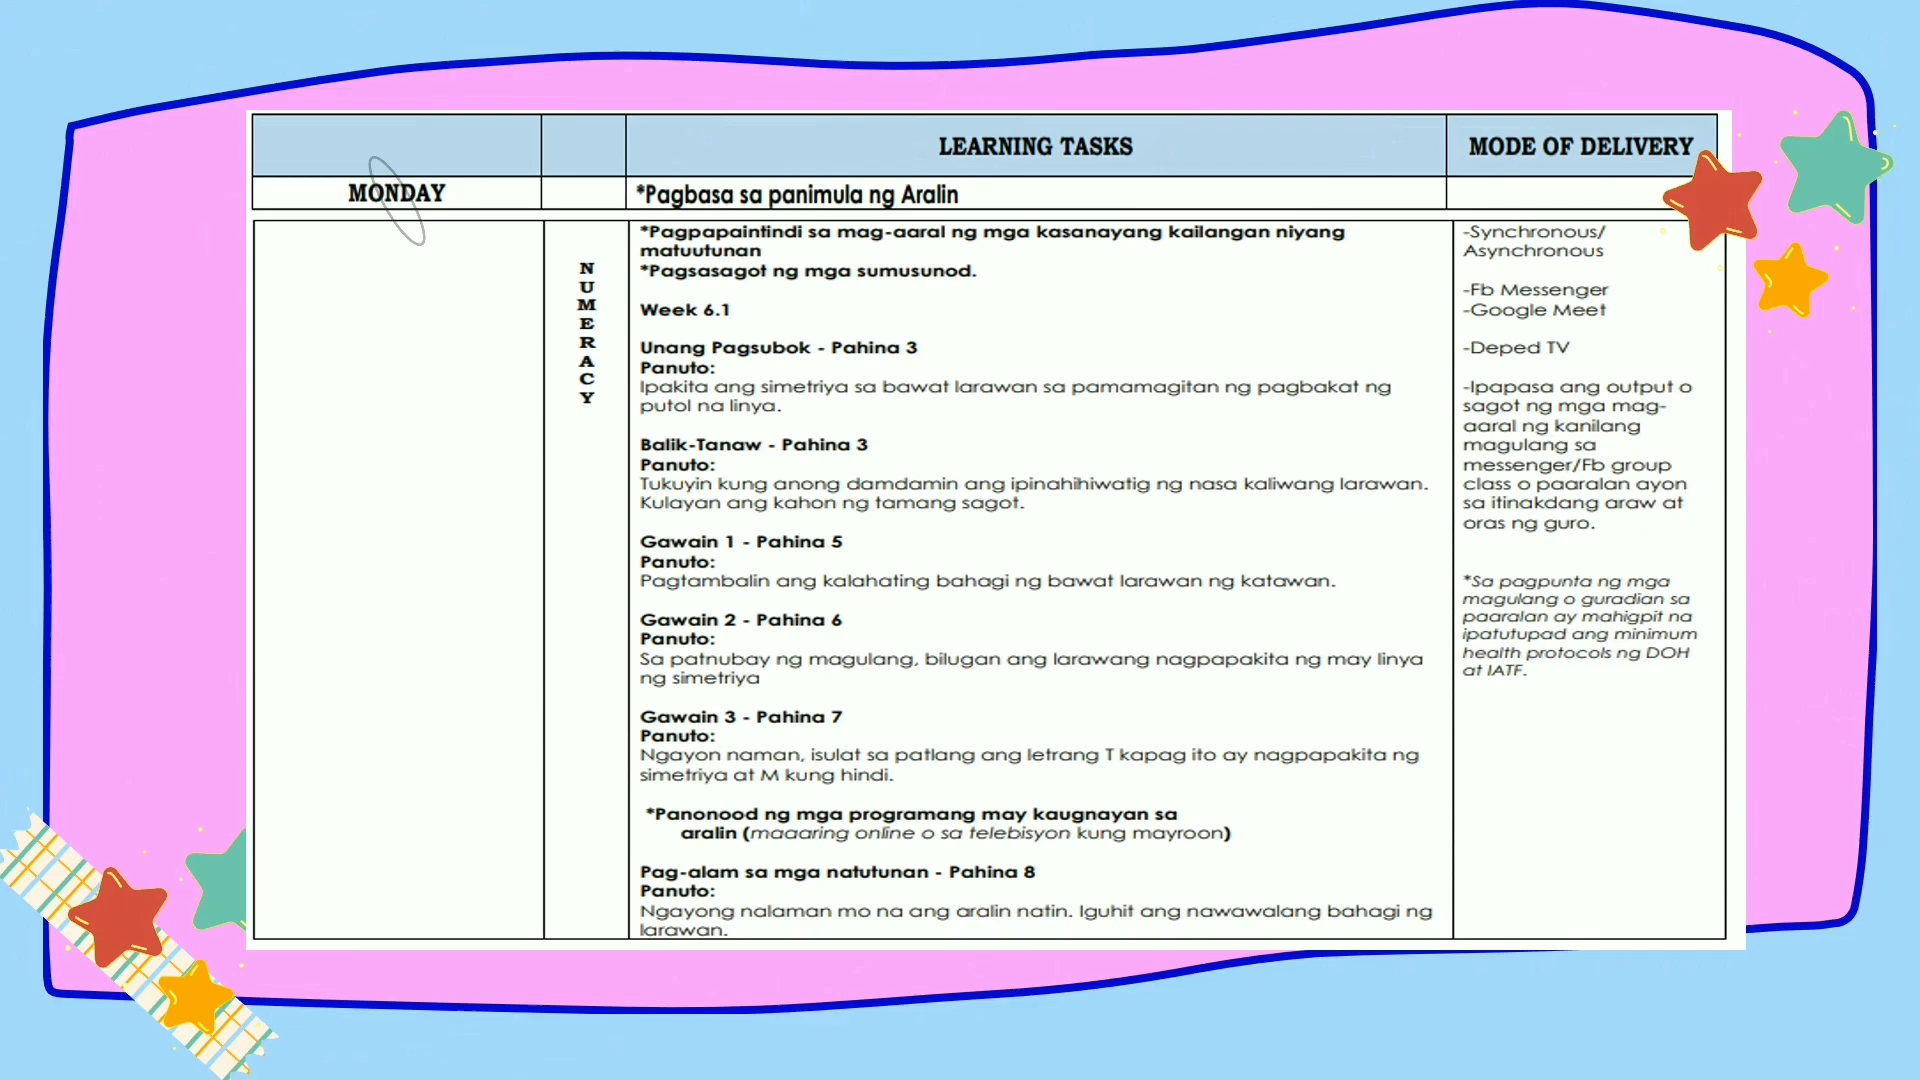 LEARNING TASKS
MODE OF DELIVERY
MONDAY
*Pagbasa sa panimula ng Aralin
N
U
M
E
R
A
C
Y
*Pagpapaintindi sa mag-aaral ng mga kasanayang kailangan niyang
matuutunan
*Pagsasagot ng mga sumusunod.
Week 6.1
Unang Pagsubok - Pahina 3
Panuto:
Ipakita ang simetriya sa bawat larawan sa pamamagitan ng pagbakat ng
putol na linya.
Balik-Tanaw - Pahina 3
Panuto:
Tukuyin kung anong damdamin ang ipinahihiwatig ng nasa kaliwang larawan.
Kulayan ang kahon ng tamang sagot.
Gawain 1 - Pahina 5
Panuto:
Pagtambalin ang kalahating bahagi ng bawat larawan ng katawan.
Gawain 2 - Pahina 6
Panuto:
Sa patnubay ng magulang, bilugan ang larawang nagpapakita ng may linya
ng simetriya
Gawain 3 - Pahina 7
Panuto:
Ngayon naman, isulat sa patlang ang letrang T kapag ito ay nagpapakita ng
simetriya at M kung hindi.
*Panonood ng mga programang may kaugnayan sa
aralin (maaaring online o sa telebisyon kung mayroon)
Pag-alam sa mga natutunan - Pahina 8
Panuto:
Ngayong nalaman mo na ang aralin natin. Iguhit ang nawawalang bahagi ng
larawan.
-Synchronous/
Asynchronous
-Fb Messenger
-Google Meet
-Deped TV
-Ipapasa ang output o
sagot ng mga mag-
aaral ng kanilang
magulang sa
messenger/Fb group
class o paaralan ayon
sa itinakdang araw at
oras ng guro.
*Sa pagpunta ng mga
magulang o guradian sa
paaralan ay mahigpit na
ipatutupad ang minimum
health protocols ng DOH
at IATF.